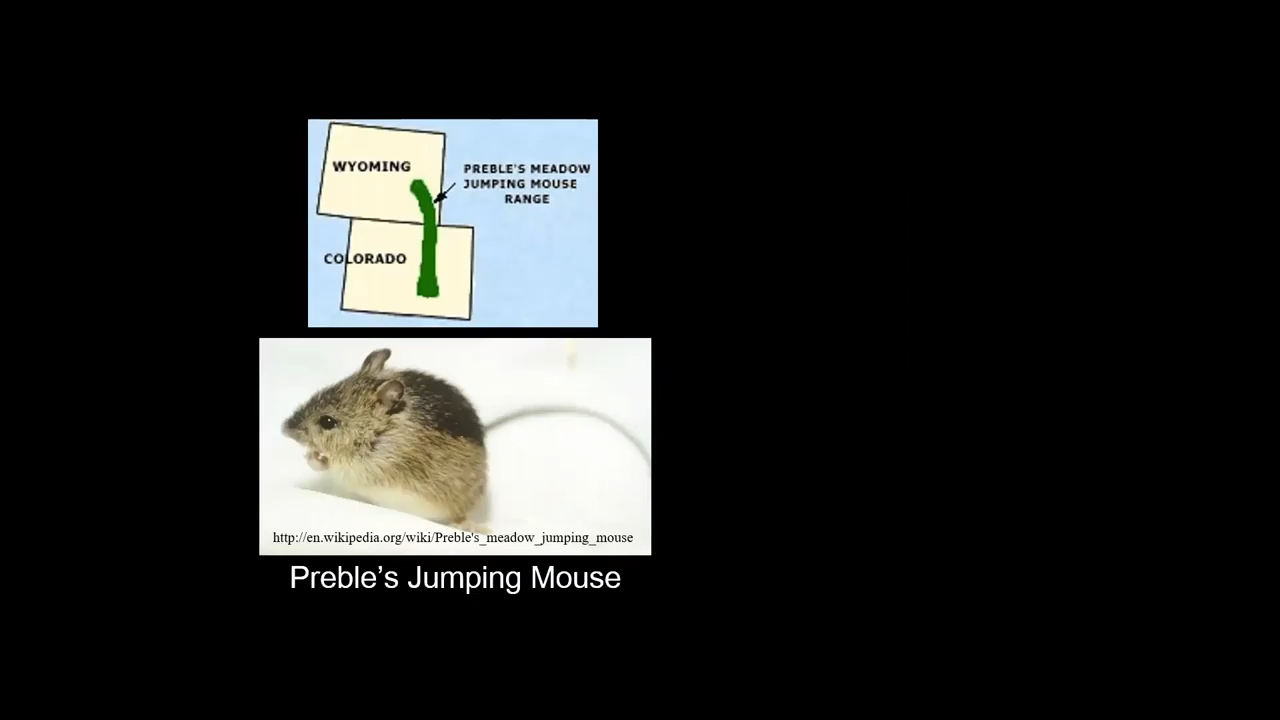 WYOMING
PREBLE'S MEADOW
JUMPING MOUSE
RANGE
COLORADO
http://en.wikipedia.org/wiki/Preble's_meadow_jumping_mouse
Preble’s Jumping Mouse